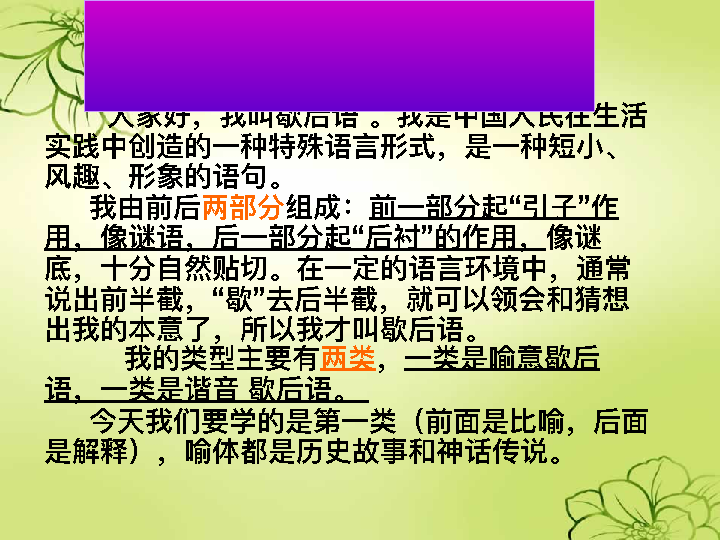 人家好，我叫歇后语 。我是中国人民在生活
实践中创造的一种特殊语言形式，是一种短小、
风趣、形象的语句。
我由前后两部分组成：前一部分起“引子”作
用，像谜语，后一部分起“后衬”的作用，像谜
底，十分自然贴切。在一定的语言环境中，通常
说出前半截，“歇”去后半截，就可以领会和猜想
出我的本意了，所以我才叫歇后语。
我的类型主要有两类，一类是喻意歇后
语，一类是谐音 歇后语。
今天我们要学的是第一类（前面是比喻，后面
是解释），喻体都是历史故事和神话传说。